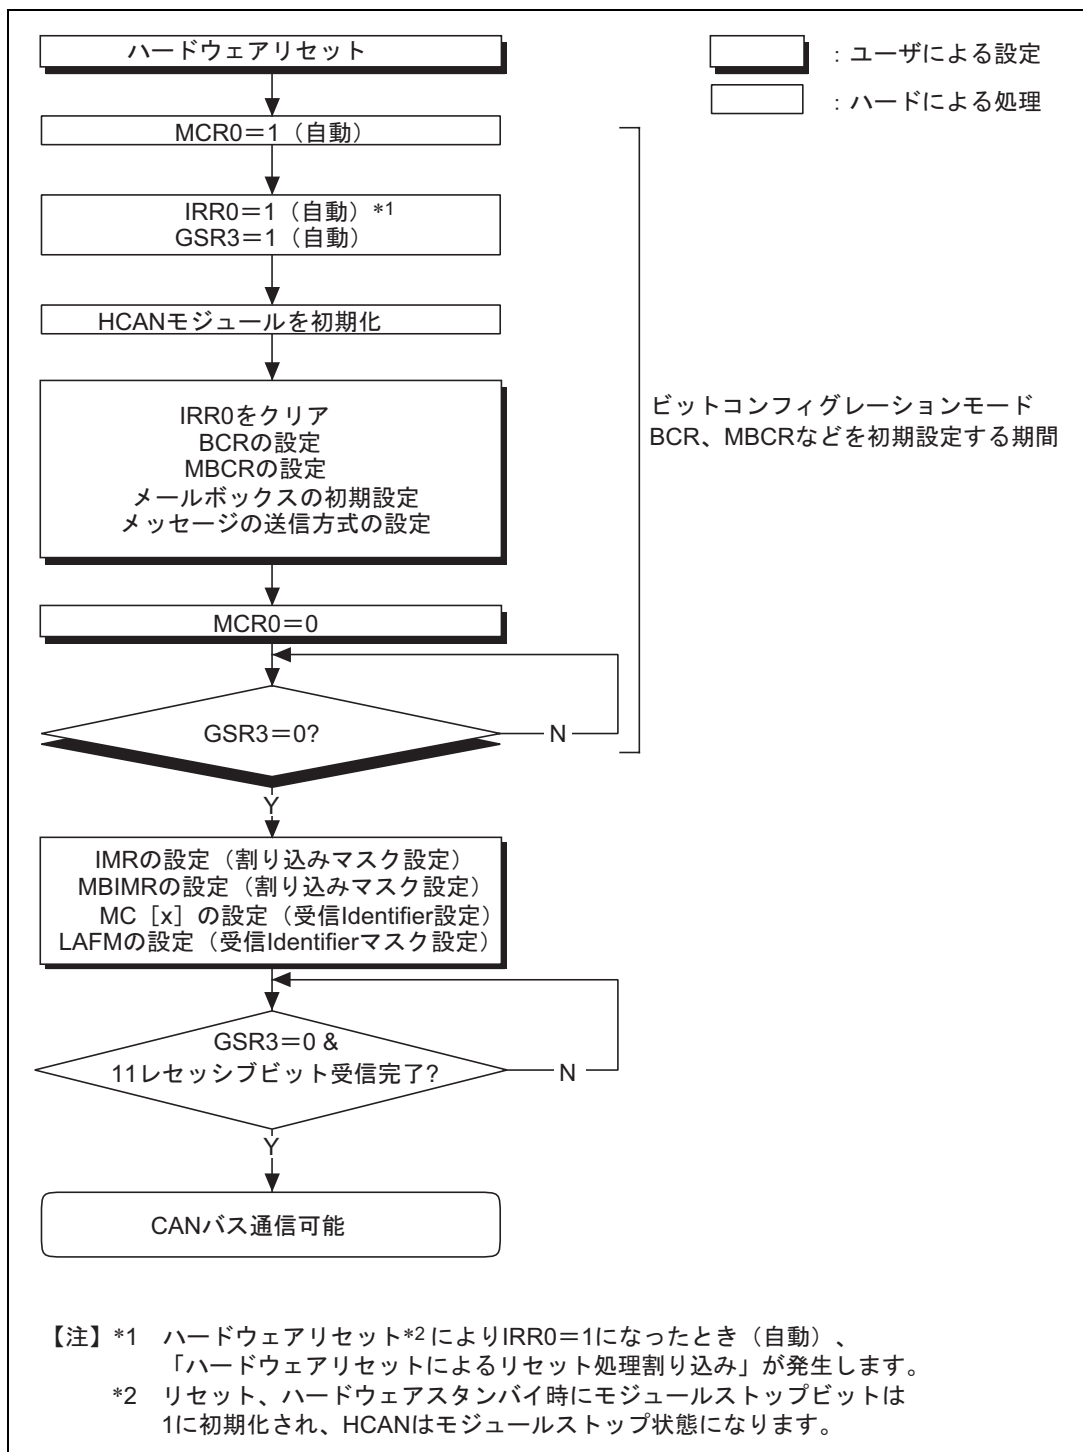 ハードウェアリセット
：ユーザによる設定
：ハードによる処理
MCR0＝1（自動）
IRR0＝1（自動）*1
GSR3＝1（自動）
HCANモジュールを初期化
IRR0をクリア
BCRの設定
MBCRの設定
メールボックスの初期設定
メッセージの送信方式の設定
ビットコンフィグレーションモード
BCR、MBCRなどを初期設定する期間
MCR0＝0
GSR3＝0?
N
Y
IMRの設定（割り込みマスク設定）
MBIMRの設定（割り込みマスク設定）
MC［x］の設定（受信Identifier設定）
LAFMの設定（受信Identifierマスク設定）
GSR3＝0 &
11レセッシブビット受信完了?
N
Y
CANバス通信可能
【注】*1　ハードウェアリセット*2 によりIRR0＝1になったとき（自動）、
「ハードウェアリセットによるリセット処理割り込み」が発生します。
*2　リセット、ハードウェアスタンバイ時にモジュールストップビットは
1に初期化され、HCANはモジュールストップ状態になります。